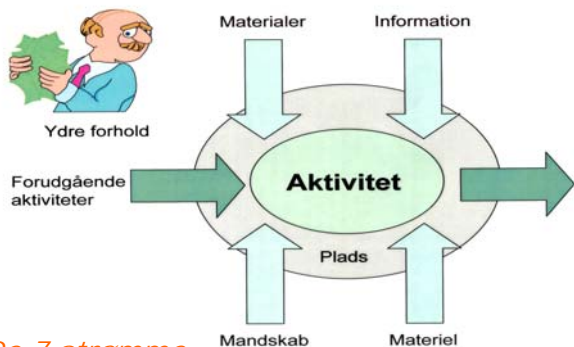 Materialer
Information
Ydre forhold
Forudgående
aktiviteter
Aktivitet
Plads
Mandskab
Materiel